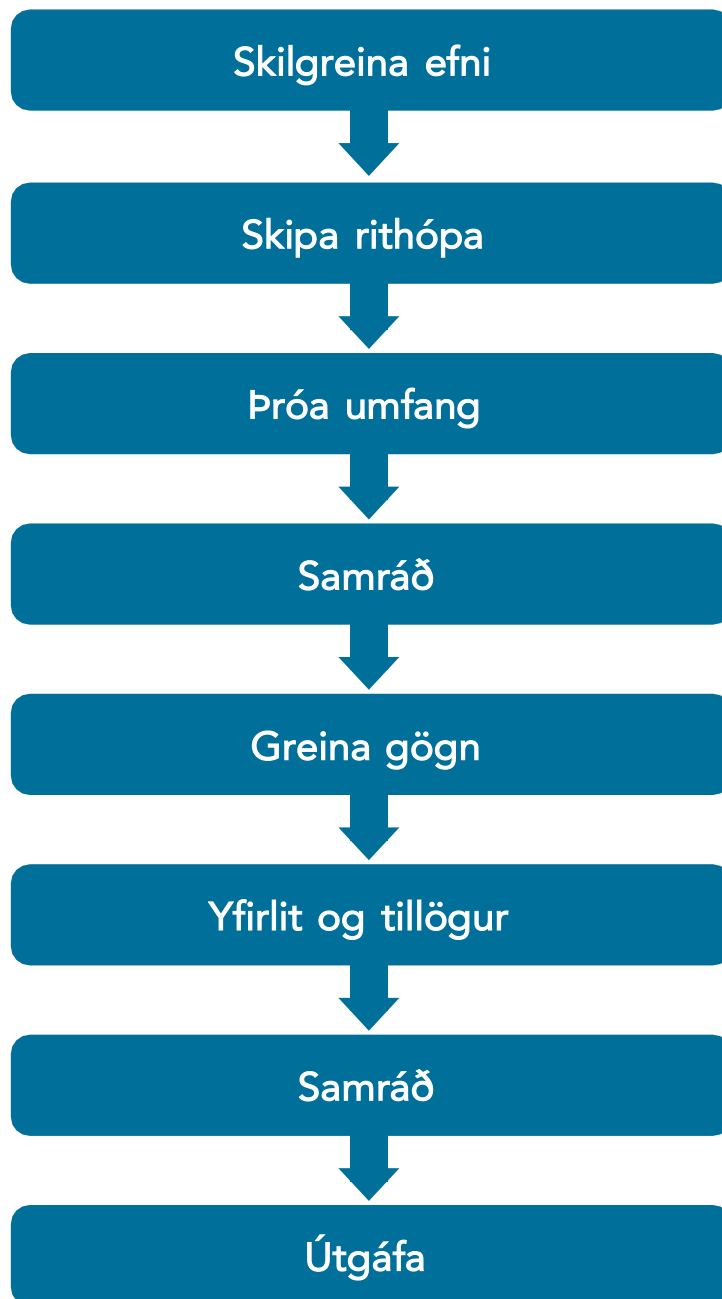 Skilgreina efni
Skipa rithópa
Þróa umfang
Samráð
Greina gögn
Yfirlit og tillögur
Samráð
Útgáfa